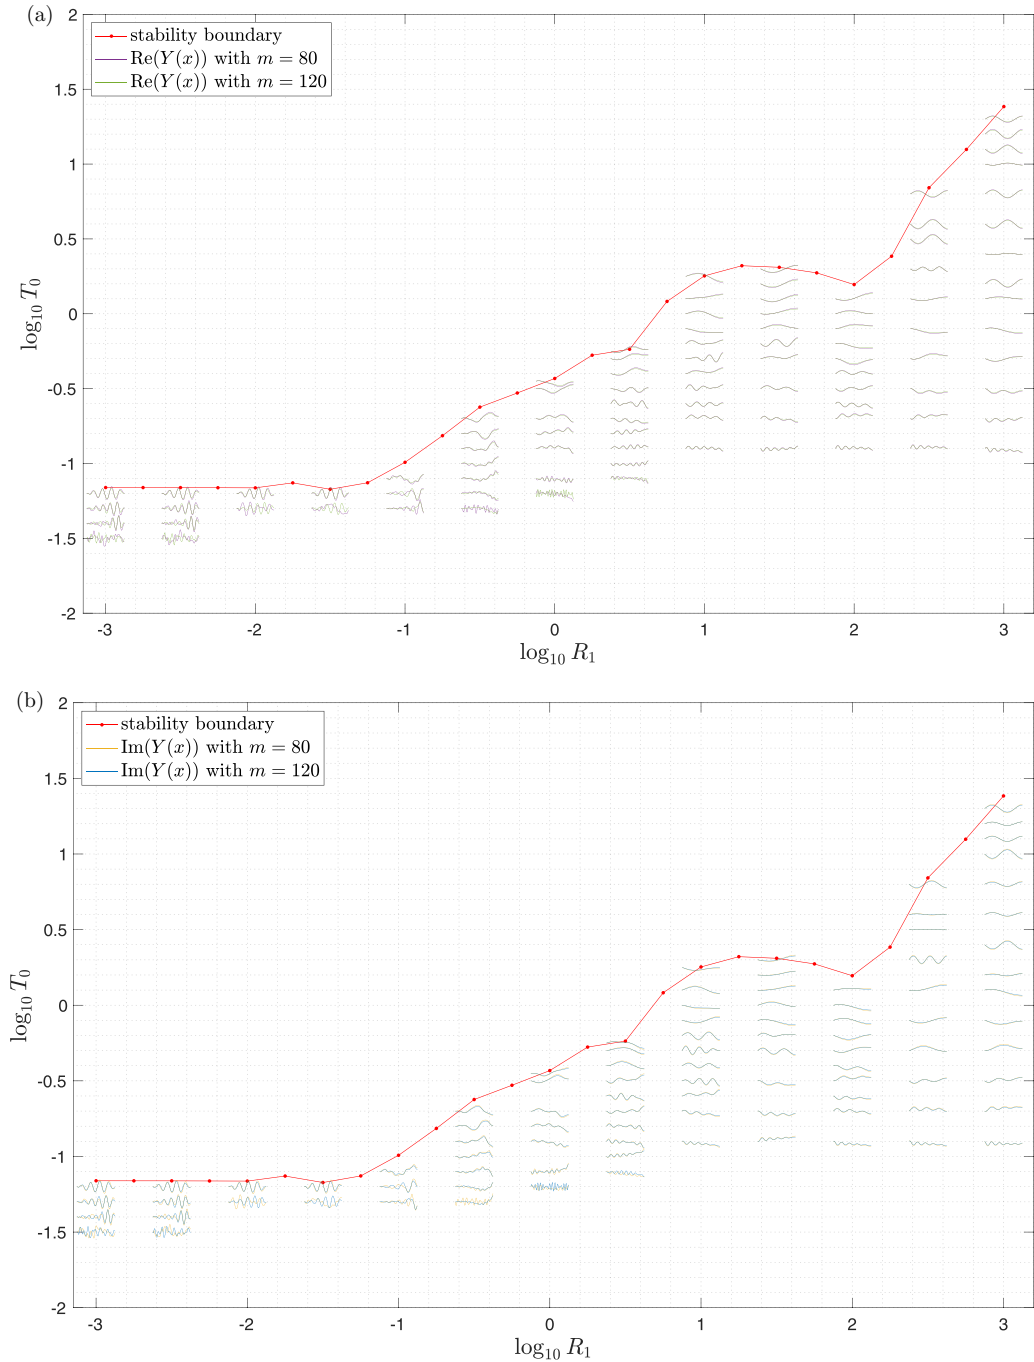 (a)
2
1.5
1
0.5
0
-0.5
-1
-1.5
-2
log₁₀ T₀
stability boundary
Re(Y(x)) with m = 80
Re(Y(x)) with m = 120
-3 -2 -1 0 1 2 3
log₁₀ R₁
(b)
2
1.5
1
0.5
0
-0.5
-1
-1.5
-2
log₁₀ T₀
stability boundary
Im(Y(x)) with m = 80
Im(Y(x)) with m = 120
-3 -2 -1 0 1 2 3
log₁₀ R₁